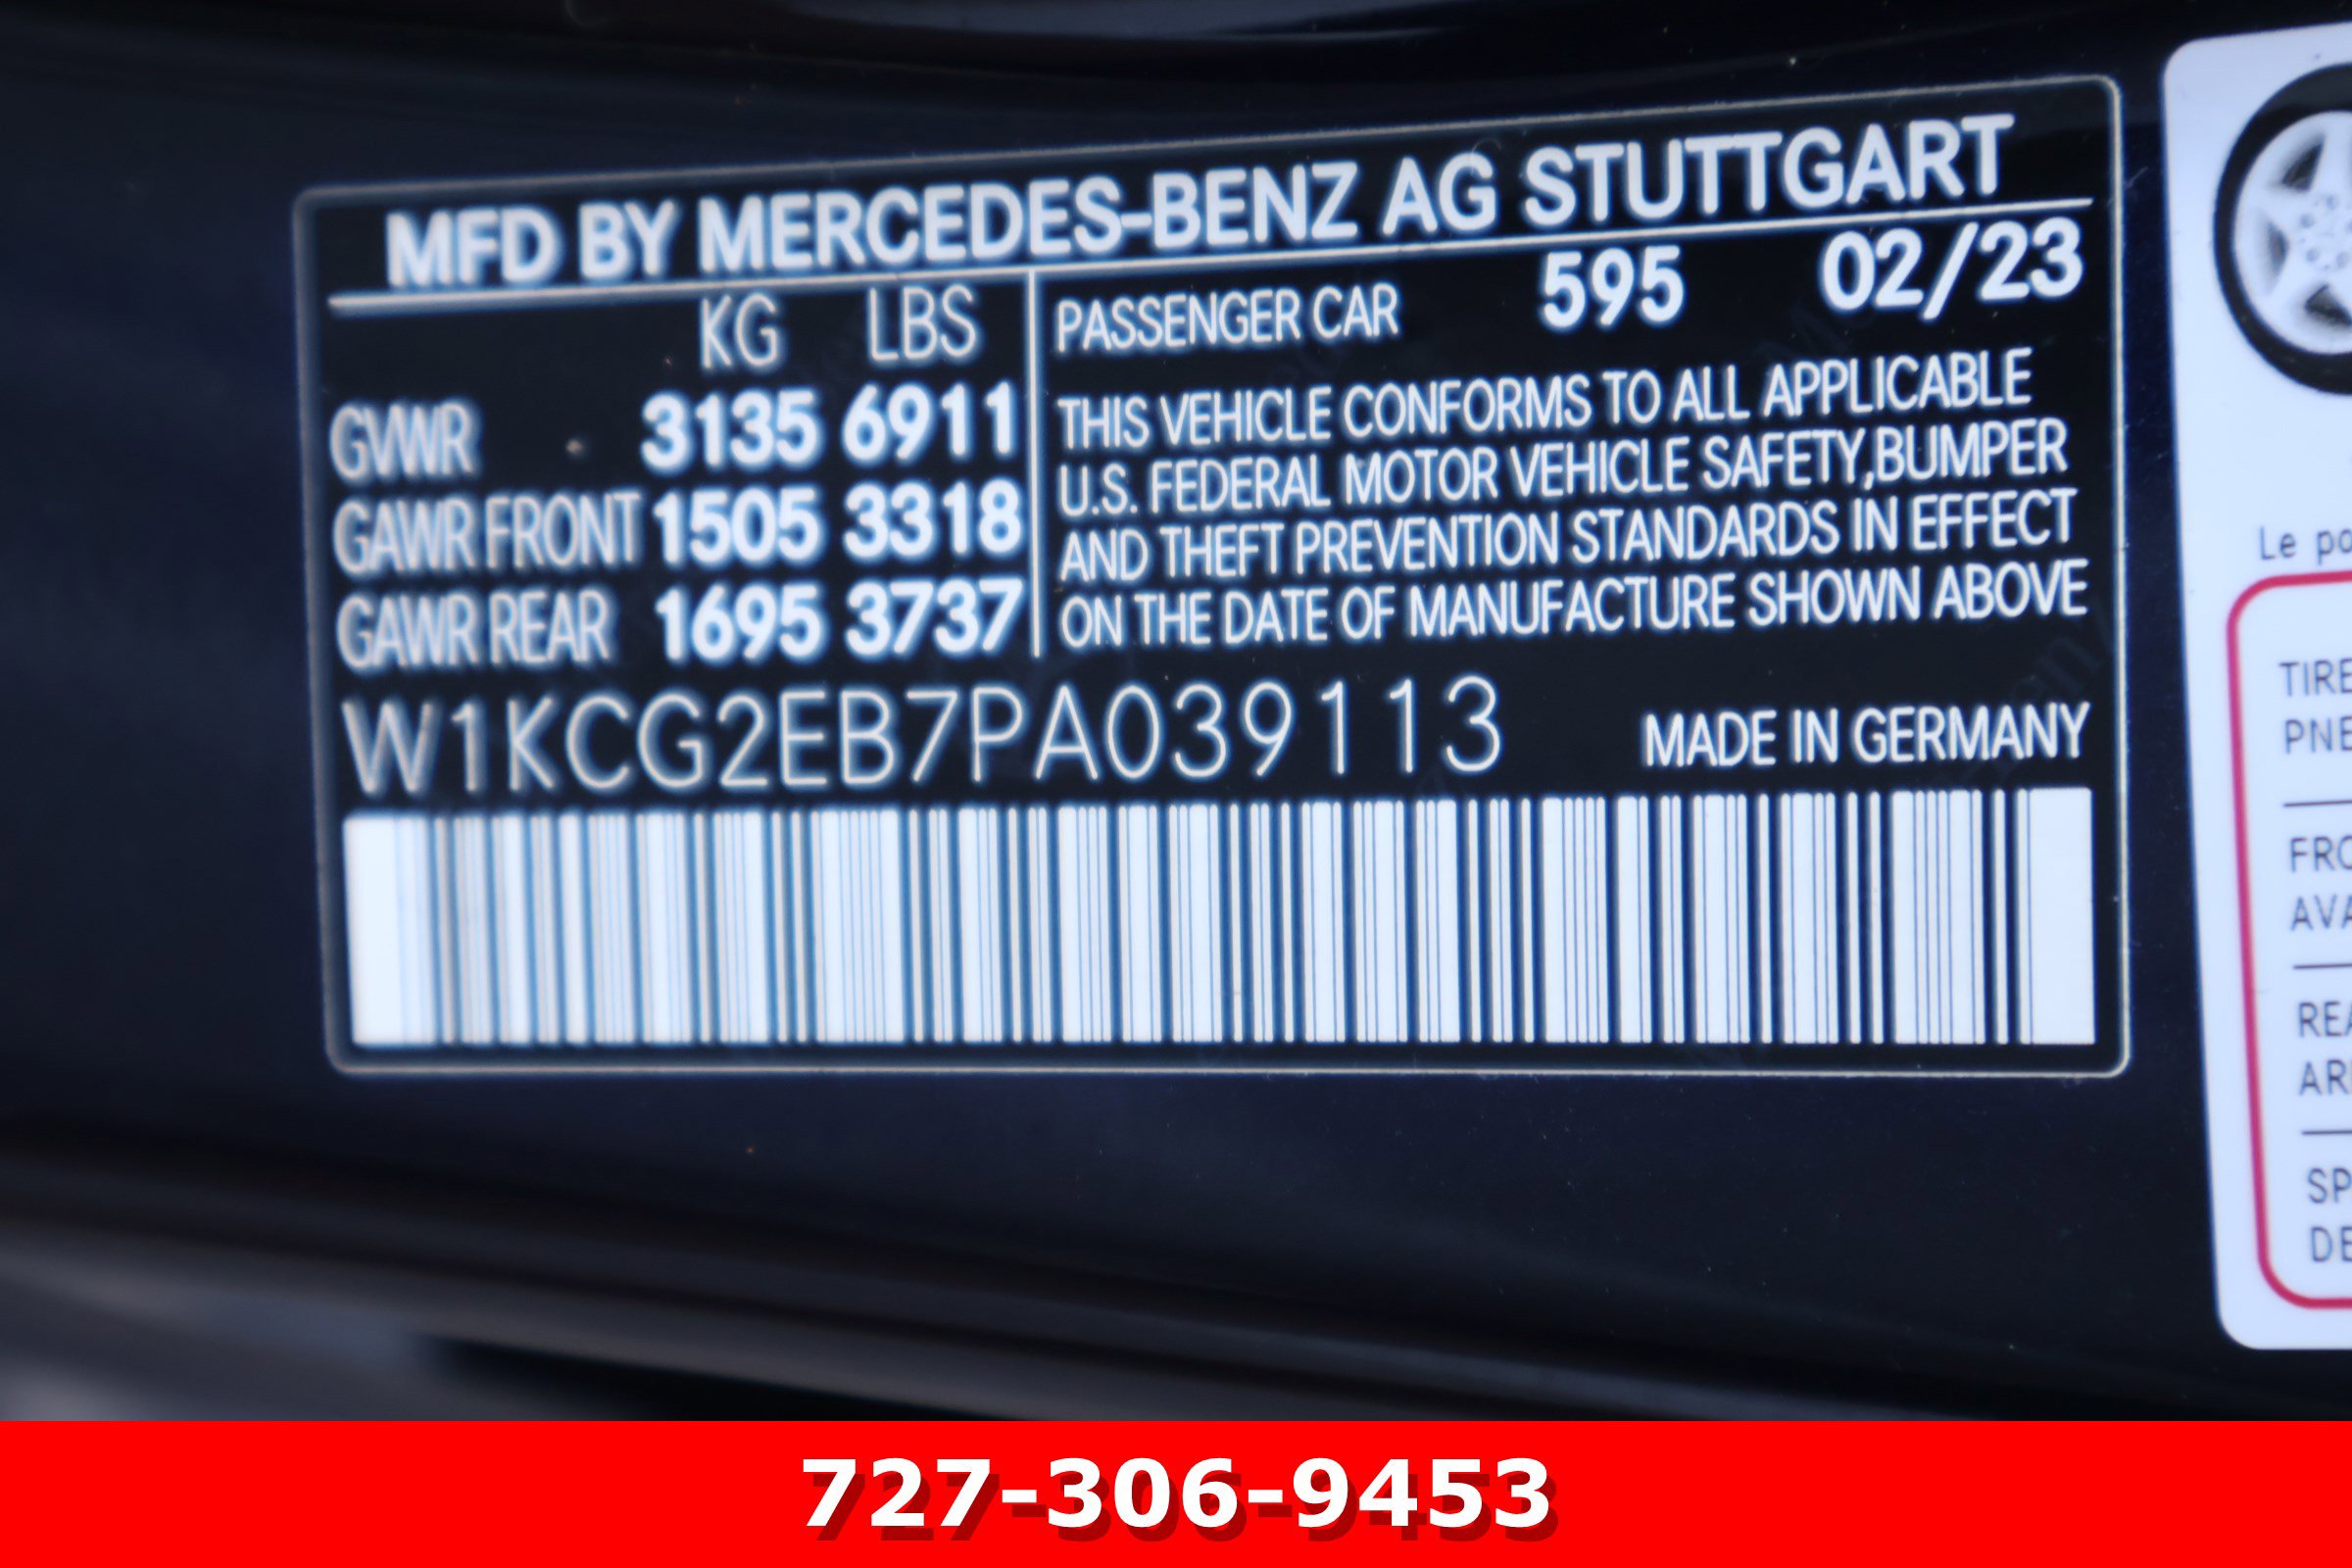 MFD BY MERCEDES-BENZ AG STUTTGART
KG LBS
GVWR 3135 6911
GAWR FRONT 1505 3318
GAWR REAR 1695 3737
PASSENGER CAR 595 02/23
THIS VEHICLE CONFORMS TO ALL APPLICABLE
U.S. FEDERAL MOTOR VEHICLE SAFETY,BUMPER
AND THEFT PREVENTION STANDARDS IN EFFECT
ON THE DATE OF MANUFACTURE SHOWN ABOVE
W1KCG2EB7PA039113
MADE IN GERMANY
Le
TIRE
727-306-9453